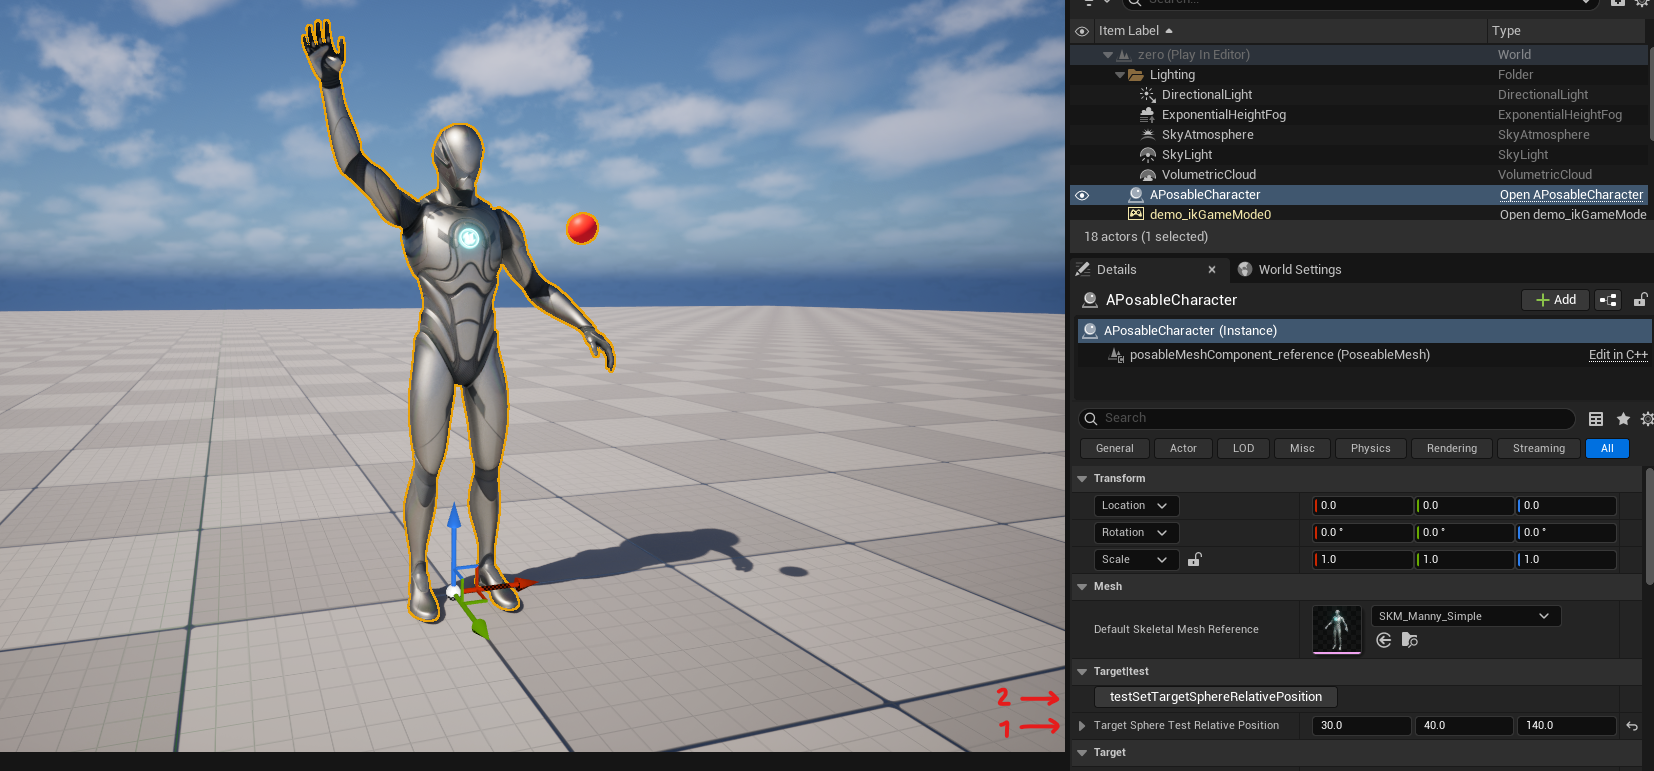 Search...
Item Label Type
zero (Play In Editor) World
Lighting Folder
DirectionalLight DirectionalLight
ExponentialHeightFog ExponentialHeightFog
SkyAtmosphere SkyAtmosphere
SkyLight SkyLight
VolumetricCloud VolumetricCloud
APosableCharacter Open APosableCharacter
demo_ikGameMode0 Open demo_ikGameMode
18 actors (1 selected)
Details World Settings
APosableCharacter Add
APosableCharacter (Instance)
posableMeshComponent_reference (PoseableMesh) Edit in C++
Search
General Actor LOD Misc Physics Rendering Streaming All
Transform
Location 0.0 0.0 0.0
Rotation 0.0 ° 0.0 ° 0.0 °
Scale 1.0 1.0 1.0
Mesh
Default Skeletal Mesh Reference SKM_Manny_Simple
Target|test
2 testSetTargetSphereRelativePosition
1 Target Sphere Test Relative Position 30.0 40.0 140.0
Target